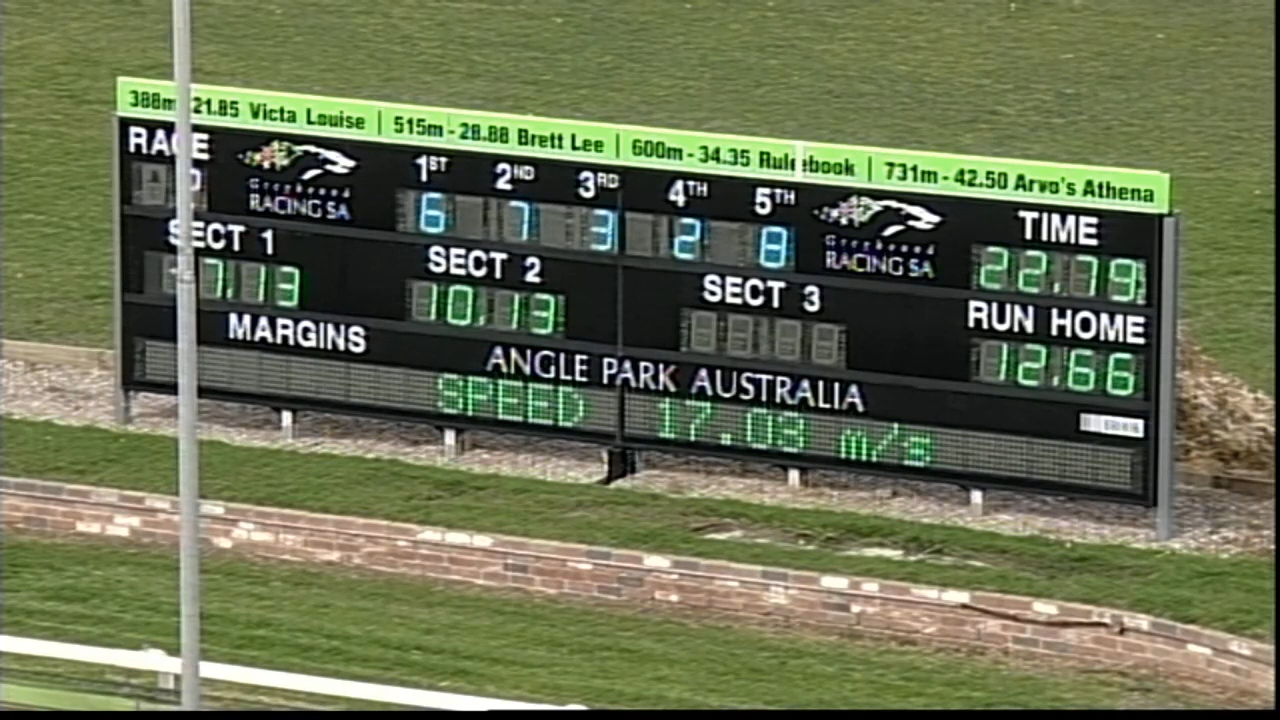 388m 21.85 Victa Louise | 515m - 28.88 Brett Lee | 600m - 34.35 Rulebook | 731m - 42.50 Arvo's Athena
RACE 1ST 2ND 3RD 4TH 5TH TIME
Greyhound RACING SA 6 7 3 2 8 Greyhound RACING SA 22.79
SECT 1 SECT 2 SECT 3 RUN HOME
7.13 10.13 12.66
MARGINS ANGLE PARK AUSTRALIA
SPEED 17.08 m/s